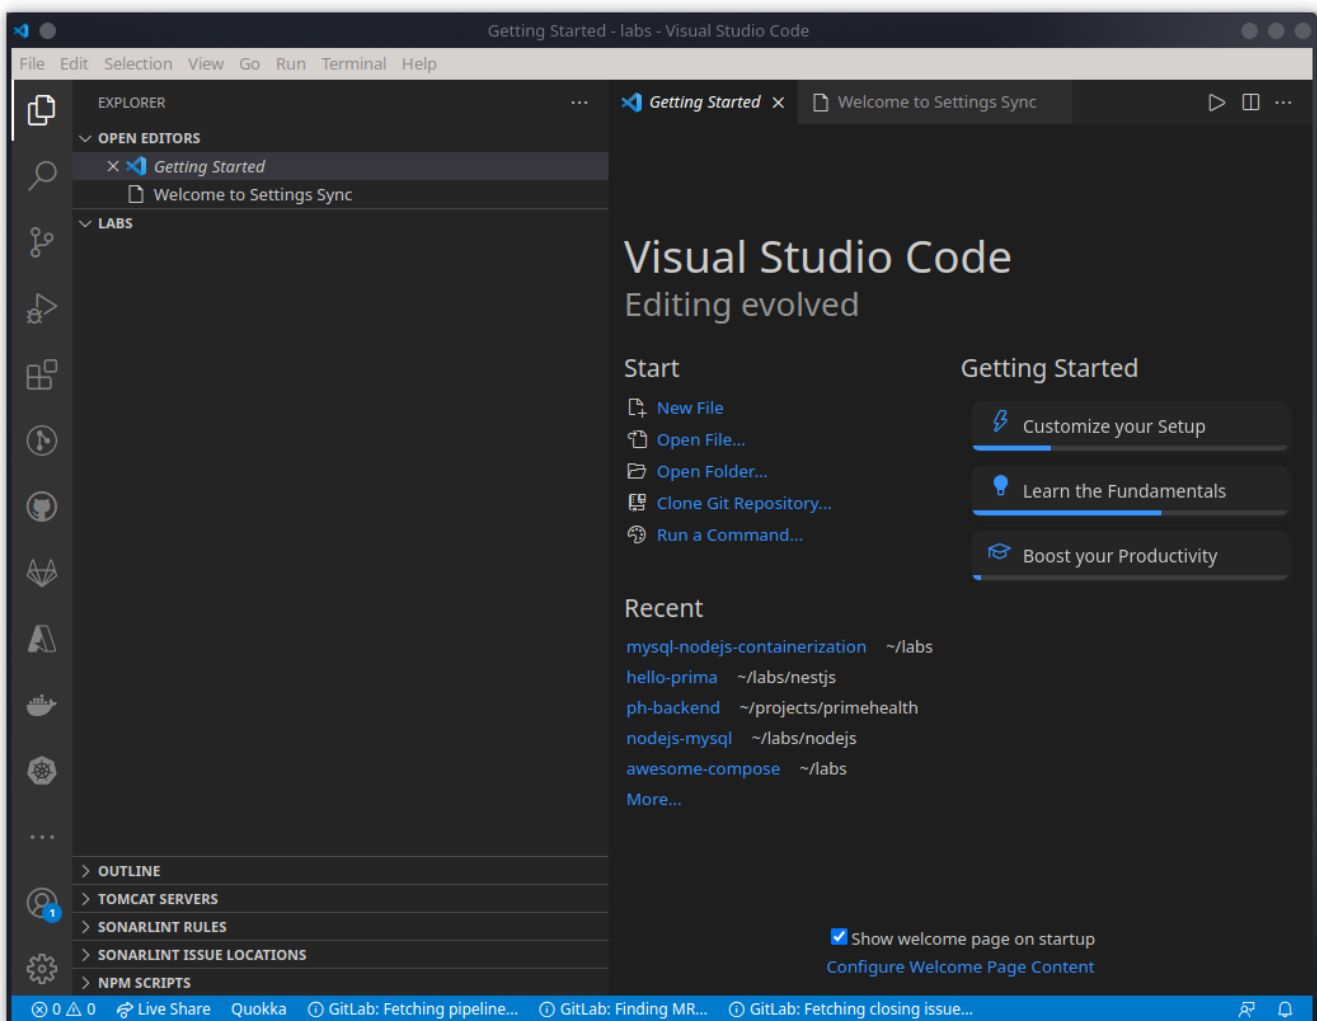 Getting Started - labs - Visual Studio Code
File Edit Selection View Go Run Terminal Help
EXPLORER
OPEN EDITORS
Getting Started
Welcome to Settings Sync
LABS
OUTLINE
TOMCAT SERVERS
SONARLINT RULES
SONARLINT ISSUE LOCATIONS
NPM SCRIPTS
1
Getting Started
Welcome to Settings Sync
Visual Studio Code
Editing evolved
Start
New File
Open File...
Open Folder...
Clone Git Repository...
Run a Command...
Recent
mysql-nodejs-containerization ~/labs
hello-prima ~/labs/nestjs
ph-backend ~/projects/primehealth
nodejs-mysql ~/labs/nodejs
awesome-compose ~/labs
More...
Getting Started
Customize your Setup
Learn the Fundamentals
Boost your Productivity
Show welcome page on startup
Configure Welcome Page Content
0 0 Live Share Quokka GitLab: Fetching pipeline... GitLab: Finding MR... GitLab: Fetching closing issue...